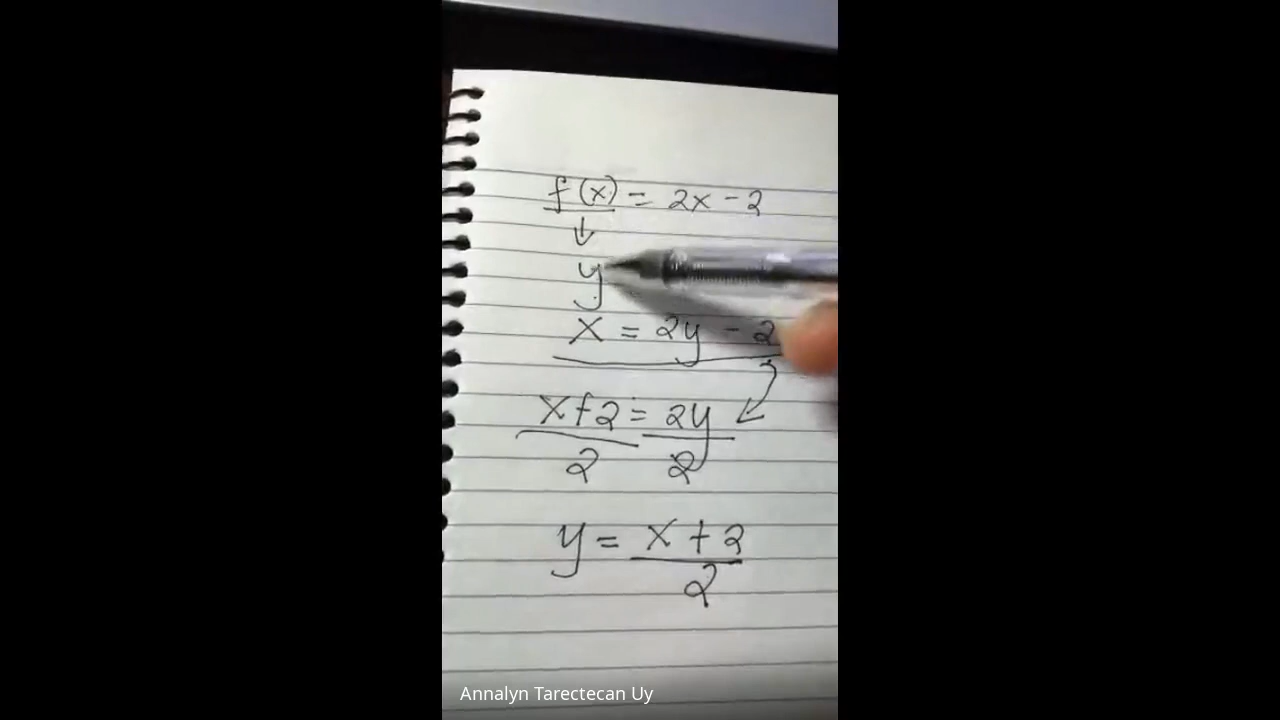 f(x) = 2x - 2
↓
y
x = 2y - 2
x+2 = 2y
2 2
y = x + 2
2
Annalyn Tarectecan Uy